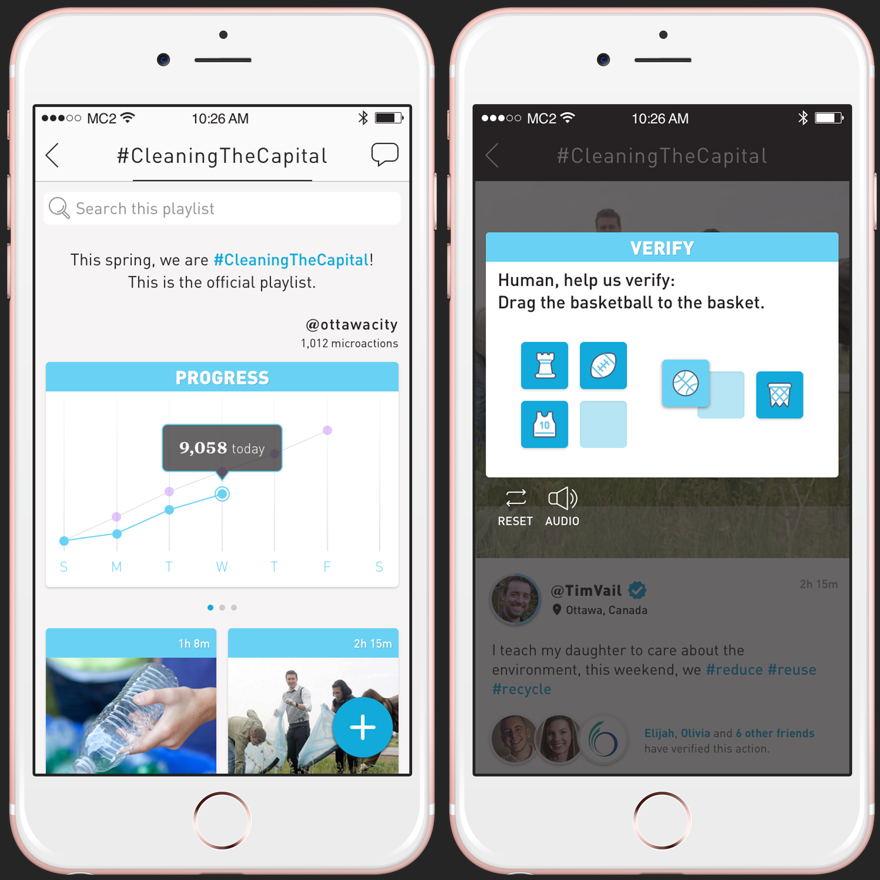 MC2 10:26 AM
#CleaningTheCapital
Search this playlist
This spring, we are #CleaningTheCapital!
This is the official playlist.
@ottawacity
1,012 microactions
PROGRESS
9,058 today
S M T W T F S
1h 8m
2h 15m
MC2 10:26 AM
#CleaningTheCapital
VERIFY
Human, help us verify:
Drag the basketball to the basket.
10
RESET AUDIO
@TimVail 2h 15m
Ottawa, Canada
I teach my daughter to care about the
environment, this weekend, we #reduce #reuse
#recycle
Elijah, Olivia and 6 other friends
have verified this action.